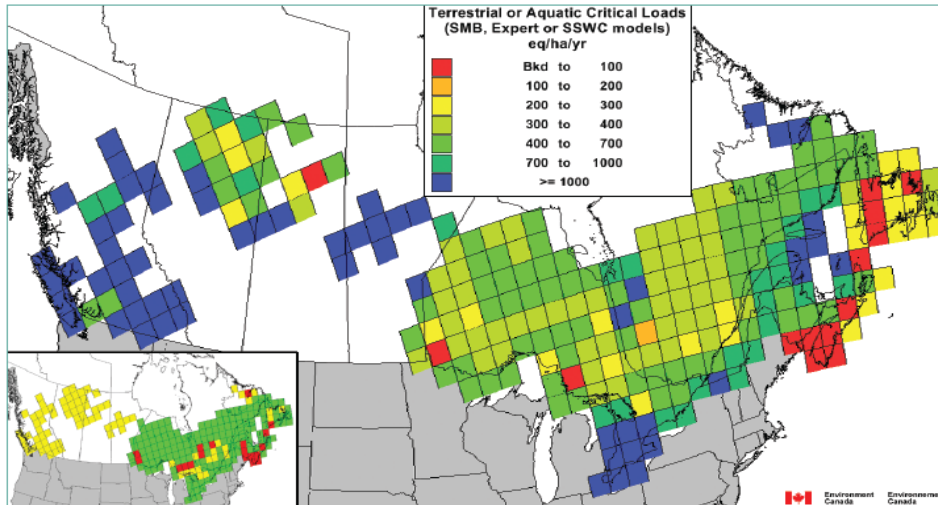 Terrestrial or Aquatic Critical Loads
(SMB, Expert or SSWC models)
eq/ha/yr
Bkd to 100
100 to 200
200 to 300
300 to 400
400 to 700
700 to 1000
>= 1000
Environment Environneme
Canada Canada